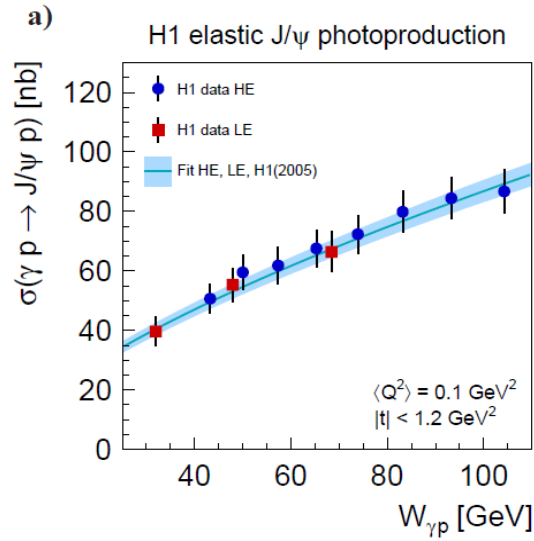 a)
H1 elastic J/ψ photoproduction
σ(γ p → J/ψ p) [nb]
120
100
80
60
40
20
0
H1 data HE
H1 data LE
Fit HE, LE, H1(2005)
⟨Q²⟩ = 0.1 GeV²
|t| < 1.2 GeV²
40 60 80 100
W_γp [GeV]